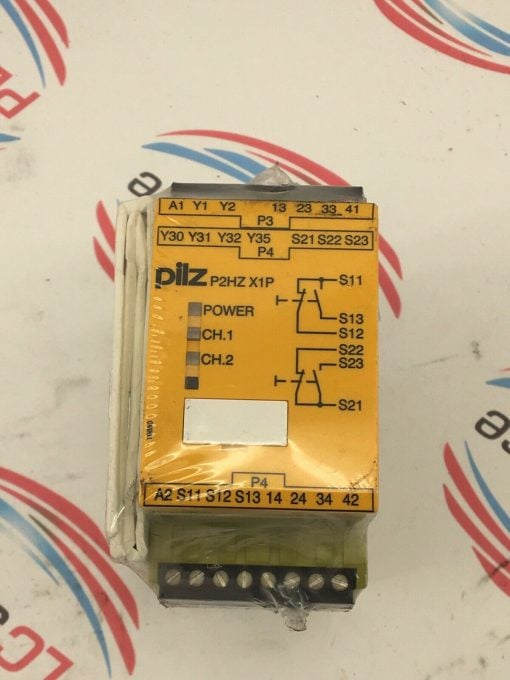 A1 Y1 Y2 13 23 33 41
P3
Y30 Y31 Y32 Y35 S21 S22 S23
P4
pilz P2HZ X1P
POWER
CH.1
CH.2
S11
S13
S12
S22
S23
S21
P4
A2 S11 S12 S13 14 24 34 42